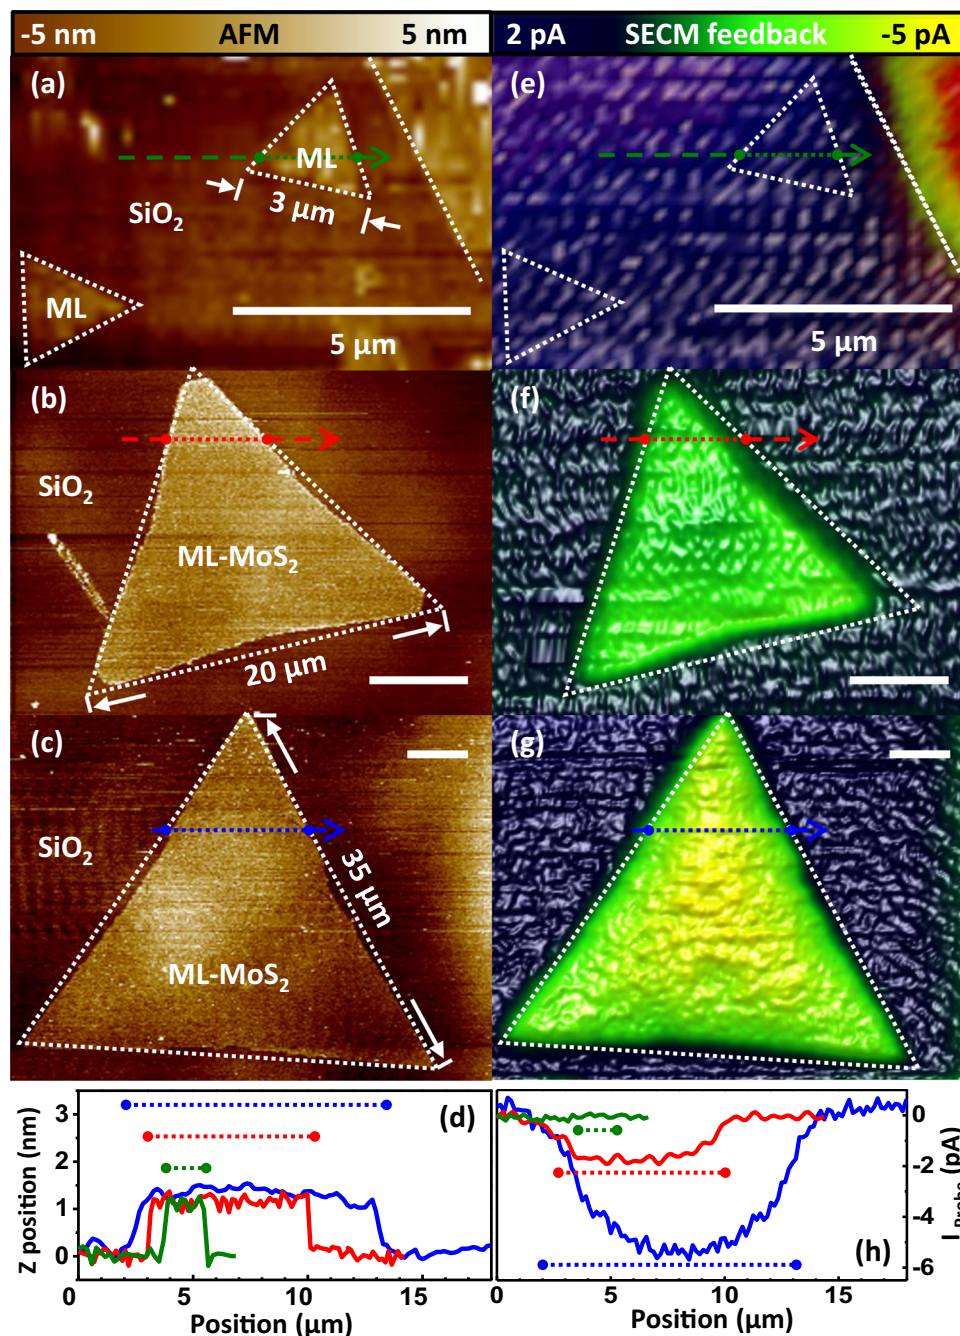 -5 nm AFM 5 nm
2 pA SECM feedback -5 pA
(a)
ML
3 μm
SiO₂
ML
5 μm
(e)
5 μm
(b)
SiO₂
ML-MoS₂
20 μm
(f)
(c)
SiO₂
35 μm
ML-MoS₂
(g)
(d)
Z position (nm)
3
2
1
0
0 5 10 15
Position (μm)
(h)
0
-2
-4
-6
I Probe (pA)
0 5 10 15
Position (μm)